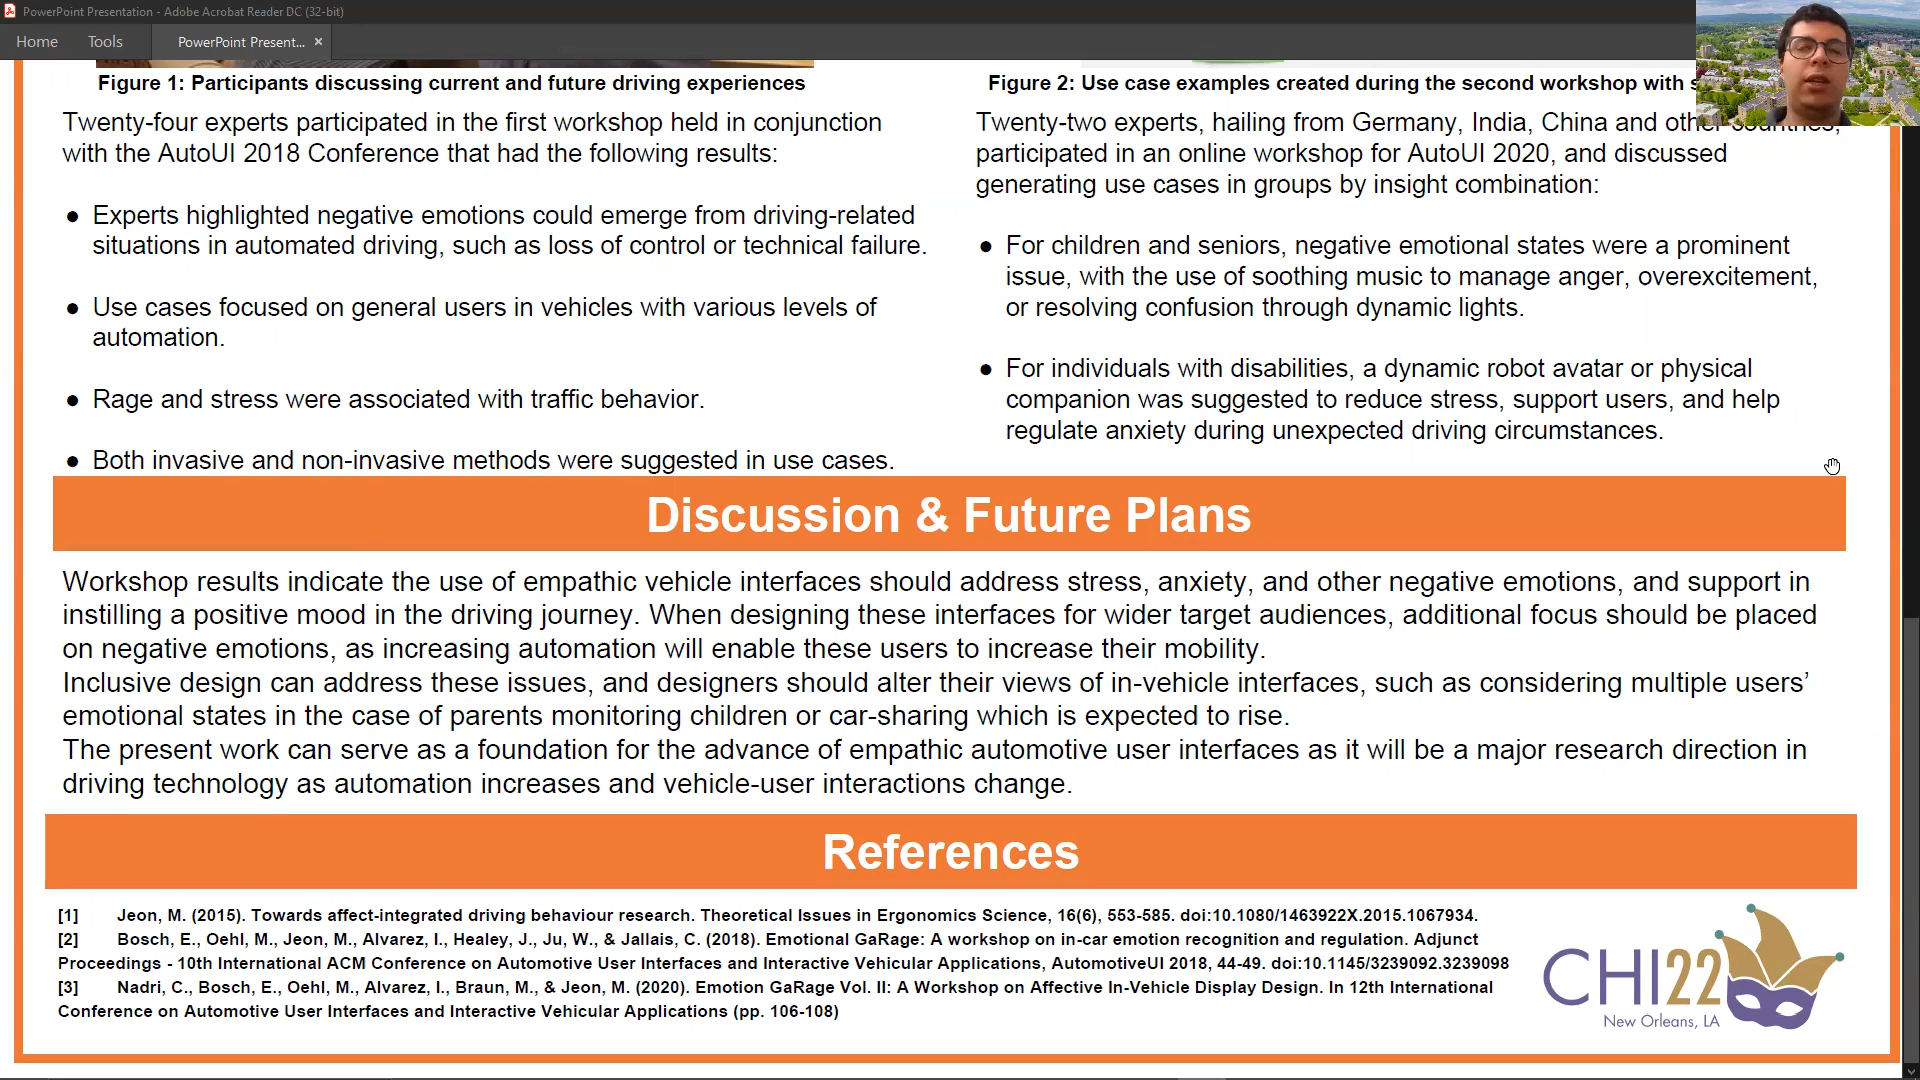 PowerPoint Presentation - Adobe Acrobat Reader DC (32-bit)
Home Tools PowerPoint Present... ×
Figure 1: Participants discussing current and future driving experiences
Twenty-four experts participated in the first workshop held in conjunction
with the AutoUI 2018 Conference that had the following results:
● Experts highlighted negative emotions could emerge from driving-related
situations in automated driving, such as loss of control or technical failure.
● Use cases focused on general users in vehicles with various levels of
automation.
● Rage and stress were associated with traffic behavior.
● Both invasive and non-invasive methods were suggested in use cases.
Figure 2: Use case examples created during the second workshop with
Twenty-two experts, hailing from Germany, India, China and other countries,
participated in an online workshop for AutoUI 2020, and discussed
generating use cases in groups by insight combination:
● For children and seniors, negative emotional states were a prominent
issue, with the use of soothing music to manage anger, overexcitement,
or resolving confusion through dynamic lights.
● For individuals with disabilities, a dynamic robot avatar or physical
companion was suggested to reduce stress, support users, and help
regulate anxiety during unexpected driving circumstances.
Discussion & Future Plans
Workshop results indicate the use of empathic vehicle interfaces should address stress, anxiety, and other negative emotions, and support in
instilling a positive mood in the driving journey. When designing these interfaces for wider target audiences, additional focus should be placed
on negative emotions, as increasing automation will enable these users to increase their mobility.
Inclusive design can address these issues, and designers should alter their views of in-vehicle interfaces, such as considering multiple users’
emotional states in the case of parents monitoring children or car-sharing which is expected to rise.
The present work can serve as a foundation for the advance of empathic automotive user interfaces as it will be a major research direction in
driving technology as automation increases and vehicle-user interactions change.
References
[1] Jeon, M. (2015). Towards affect-integrated driving behaviour research. Theoretical Issues in Ergonomics Science, 16(6), 553-585. doi:10.1080/1463922X.2015.1067934.
[2] Bosch, E., Oehl, M., Jeon, M., Alvarez, I., Healey, J., Ju, W., & Jallais, C. (2018). Emotional GaRage: A workshop on in-car emotion recognition and regulation. Adjunct
Proceedings - 10th International ACM Conference on Automotive User Interfaces and Interactive Vehicular Applications, AutomotiveUI 2018, 44-49. doi:10.1145/3239092.3239098
[3] Nadri, C., Bosch, E., Oehl, M., Alvarez, I., Braun, M., & Jeon, M. (2020). Emotion GaRage Vol. II: A Workshop on Affective In-Vehicle Display Design. In 12th International
Conference on Automotive User Interfaces and Interactive Vehicular Applications (pp. 106-108)
CHI22
New Orleans, LA